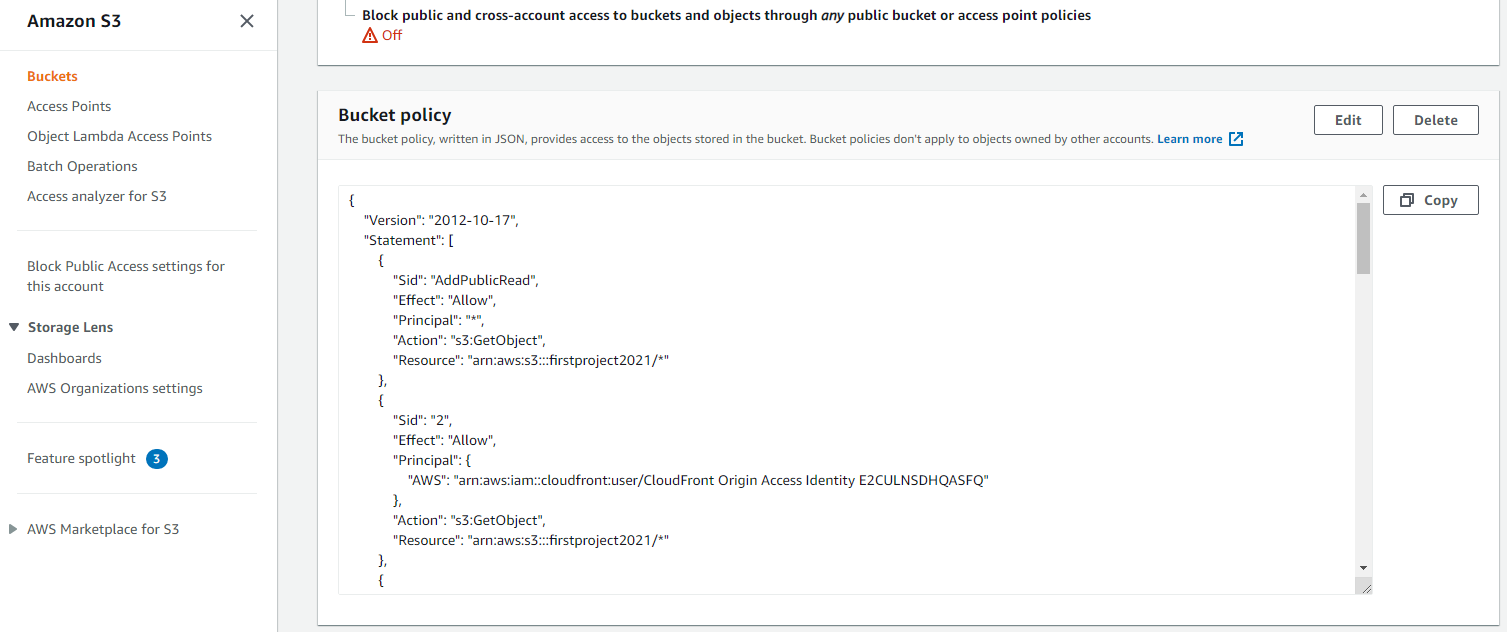 Amazon S3
Buckets
Access Points
Object Lambda Access Points
Batch Operations
Access analyzer for S3
Block Public Access settings for
this account
Storage Lens
Dashboards
AWS Organizations settings
Feature spotlight 3
AWS Marketplace for S3
Block public and cross-account access to buckets and objects through any public bucket or access point policies
Off
Bucket policy
The bucket policy, written in JSON, provides access to the objects stored in the bucket. Bucket policies don't apply to objects owned by other accounts. Learn more
Edit
Delete
Copy
{
"Version": "2012-10-17",
"Statement": [
{
"Sid": "AddPublicRead",
"Effect": "Allow",
"Principal": "*",
"Action": "s3:GetObject",
"Resource": "arn:aws:s3:::firstproject2021/*"
},
{
"Sid": "2",
"Effect": "Allow",
"Principal": {
"AWS": "arn:aws:iam::cloudfront:user/CloudFront Origin Access Identity E2CULNSDHQASFQ"
},
"Action": "s3:GetObject",
"Resource": "arn:aws:s3:::firstproject2021/*"
},
{